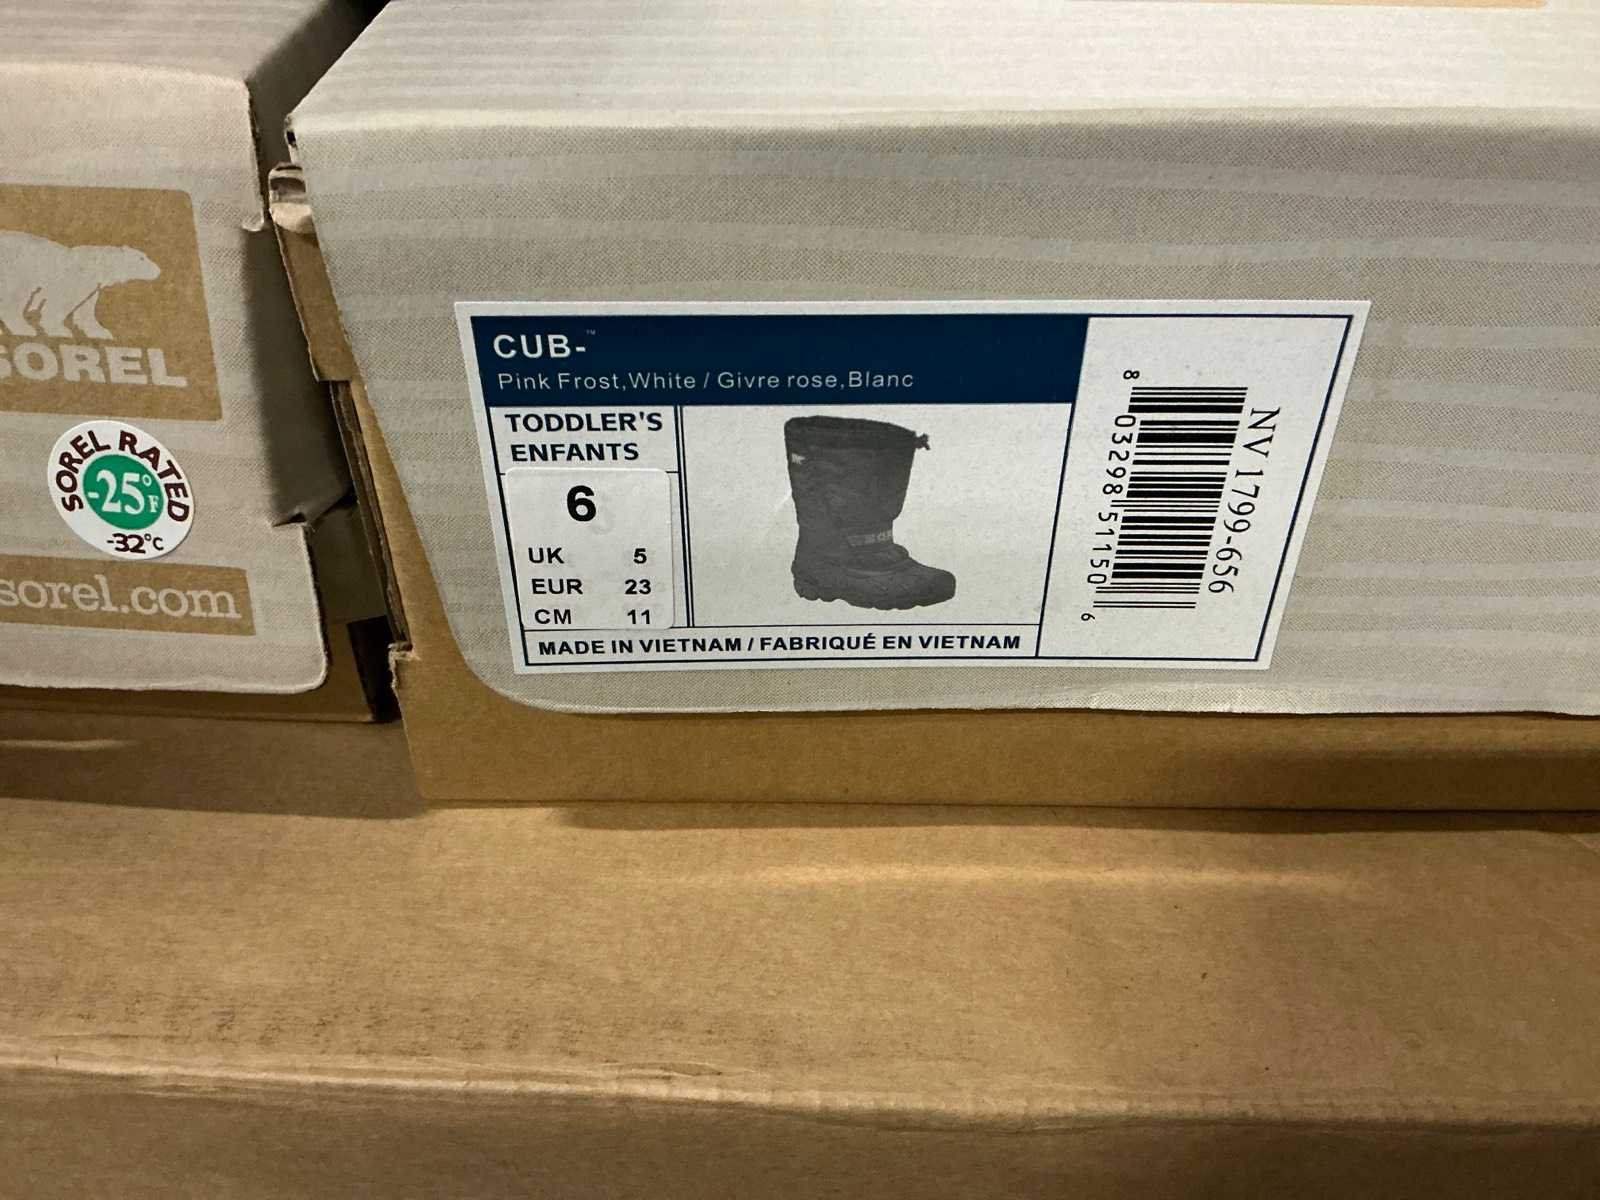 SOREL
SOREL RATED
-25°F
-32°C
sorel.com
CUB-™
Pink Frost,White / Givre rose,Blanc
TODDLER'S
ENFANTS
6
UK 5
EUR 23
CM 11
MADE IN VIETNAM / FABRIQUÉ EN VIETNAM
8 03298 51150 6
NV 1799-656